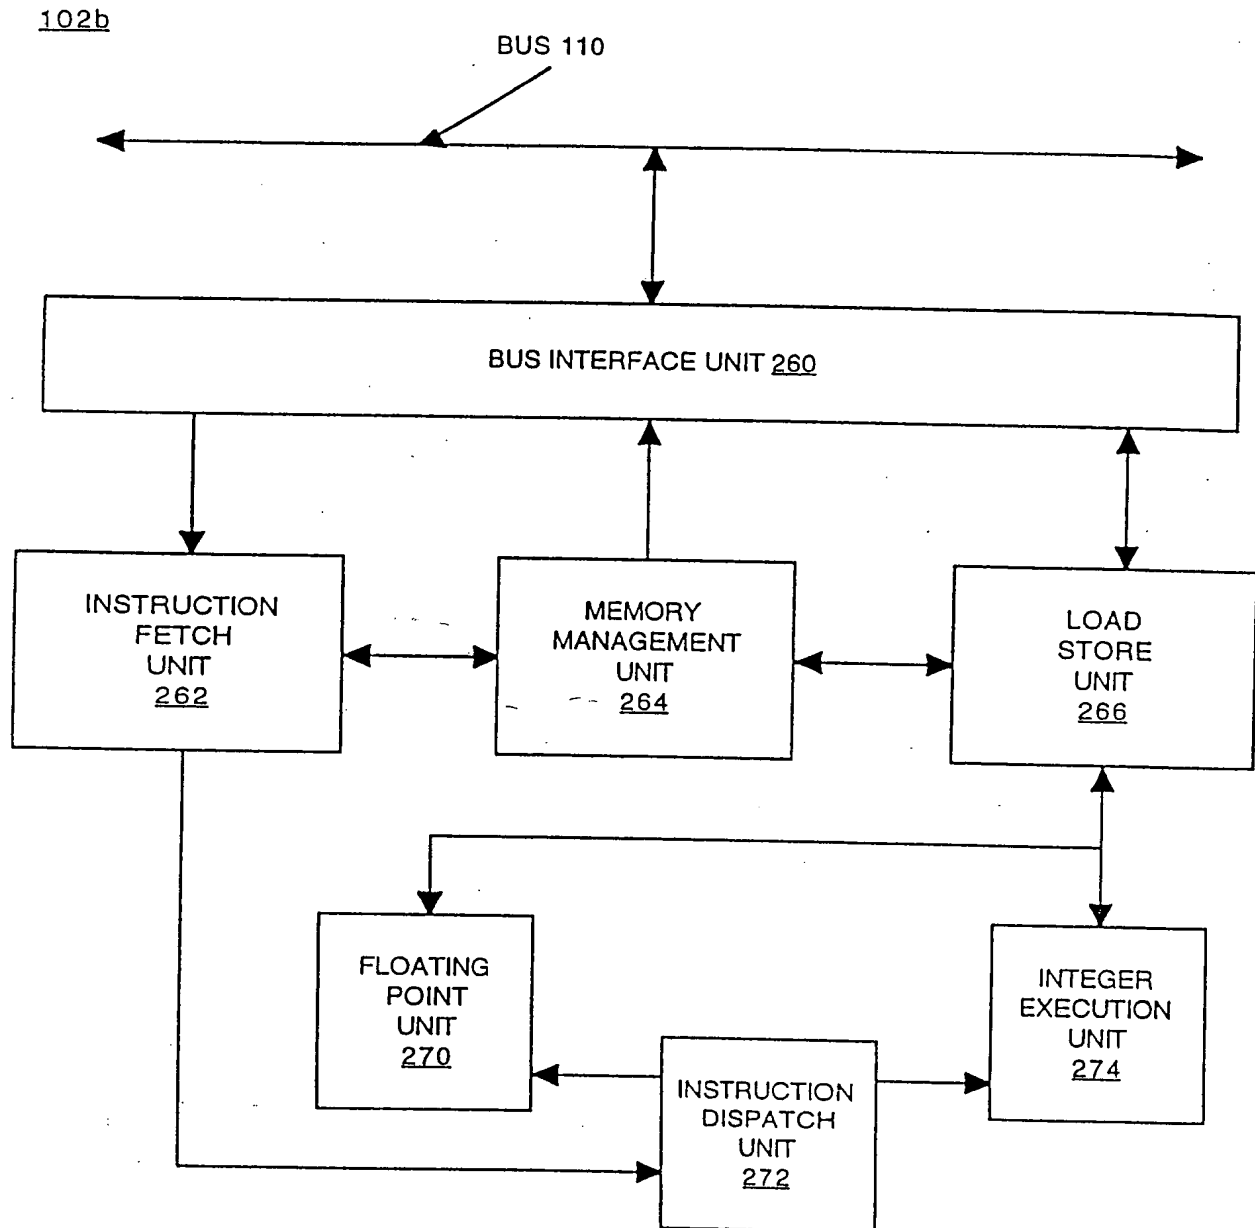 102b
BUS 110
BUS INTERFACE UNIT 260
INSTRUCTION
FETCH
UNIT
262
MEMORY
MANAGEMENT
UNIT
264
LOAD
STORE
UNIT
266
FLOATING
POINT
UNIT
270
INSTRUCTION
DISPATCH
UNIT
272
INTEGER
EXECUTION
UNIT
274